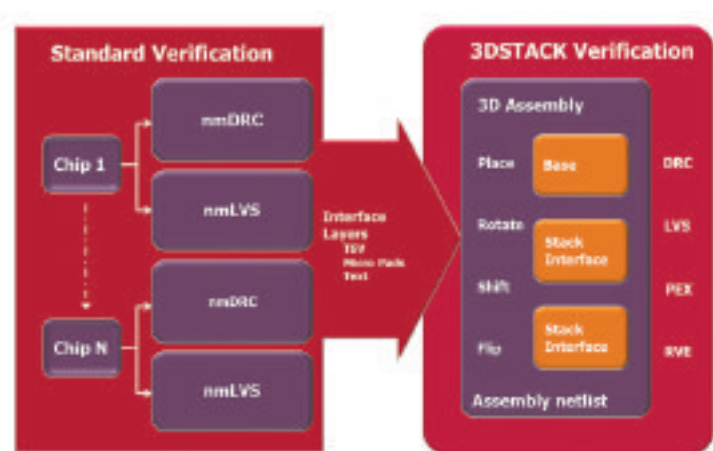 Standard Verification
Chip 1
nmDRC
nmLVS
Chip N
nmDRC
nmLVS
Interface
Layers
TSV
Micro Pads
Text
3DSTACK Verification
3D Assembly
Place
Rotate
Shift
Flip
Base
Stack
Interface
Stack
Interface
Assembly netlist
DRC
LVS
PEX
RVE